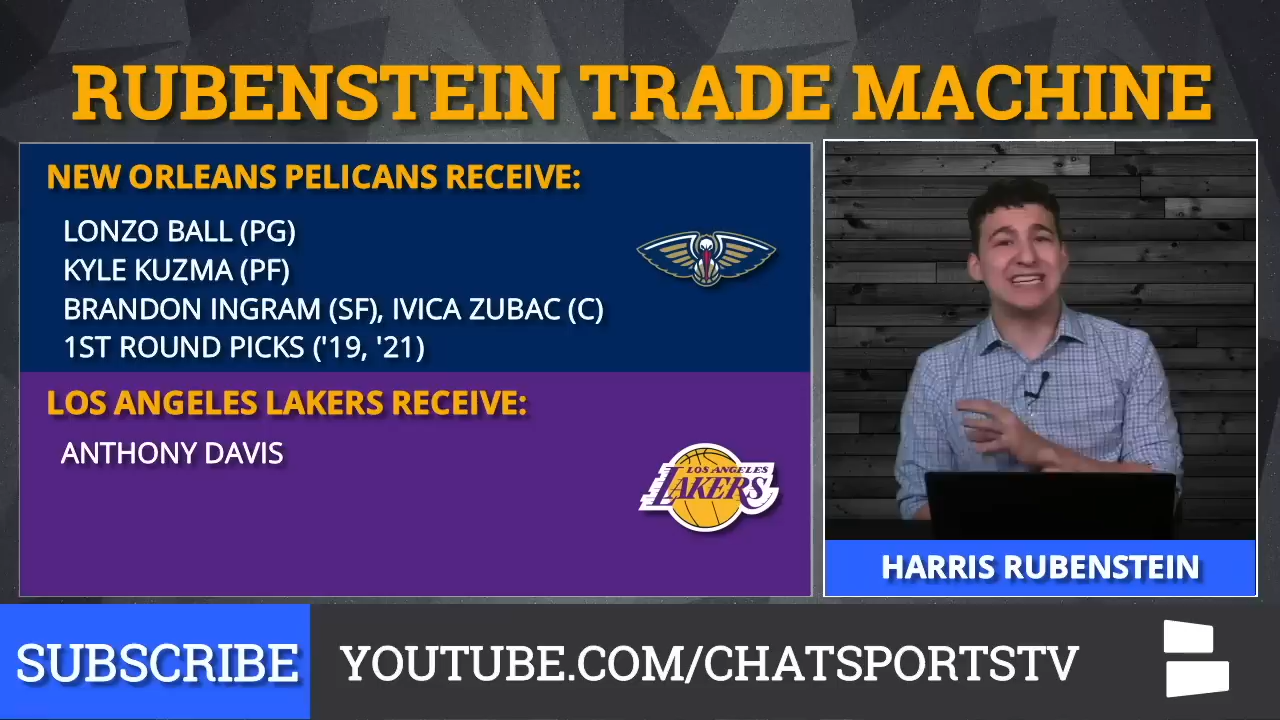 RUBENSTEIN TRADE MACHINE
NEW ORLEANS PELICANS RECEIVE:
LONZO BALL (PG)
KYLE KUZMA (PF)
BRANDON INGRAM (SF), IVICA ZUBAC (C)
1ST ROUND PICKS ('19, '21)
LOS ANGELES LAKERS RECEIVE:
ANTHONY DAVIS
LOS ANGELES
LAKERS
HARRIS RUBENSTEIN
SUBSCRIBE
YOUTUBE.COM/CHATSPORTSTV